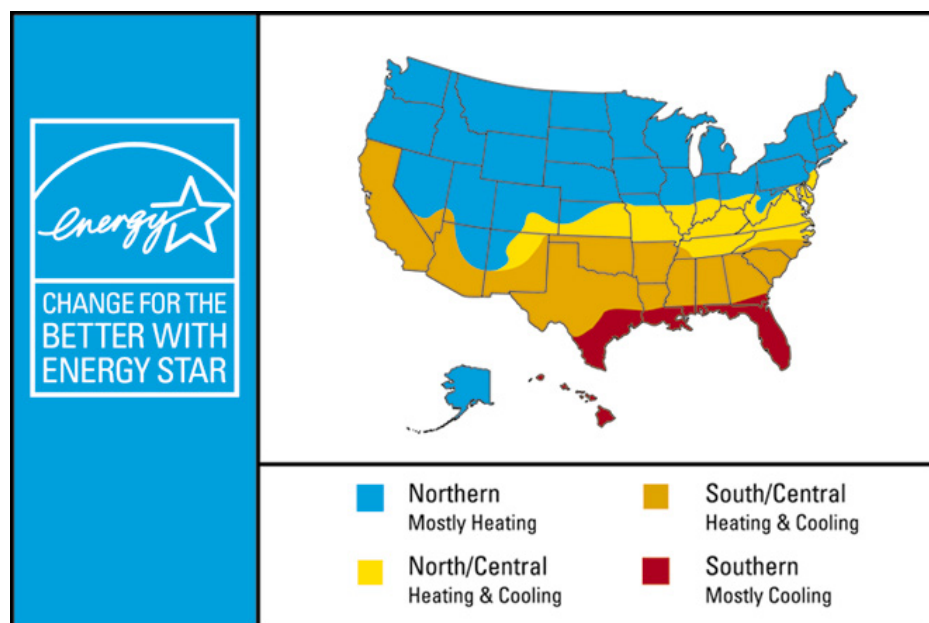 energy
CHANGE FOR THE
BETTER WITH
ENERGY STAR
Northern
Mostly Heating
North/Central
Heating & Cooling
South/Central
Heating & Cooling
Southern
Mostly Cooling